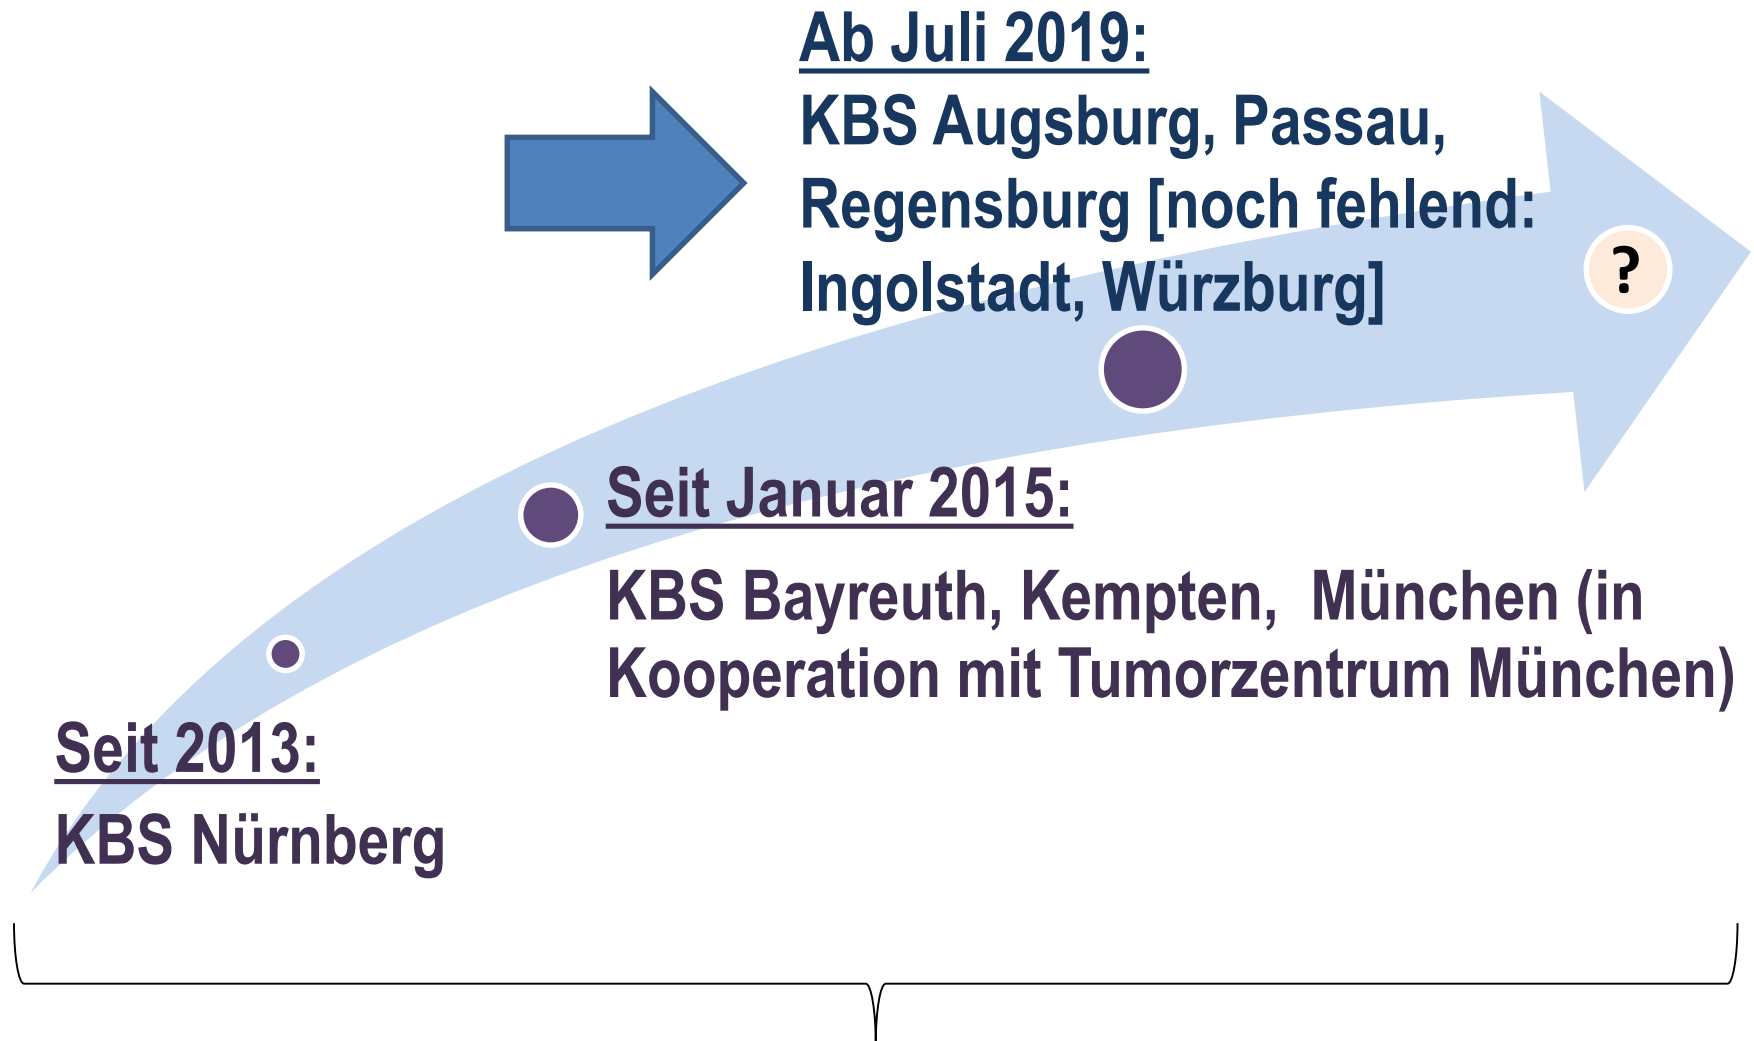 Ab Juli 2019:
KBS Augsburg, Passau,
Regensburg [noch fehlend:
Ingolstadt, Würzburg]
?
Seit Januar 2015:
KBS Bayreuth, Kempten,  München (in
Kooperation mit Tumorzentrum München)
Seit 2013:
KBS Nürnberg